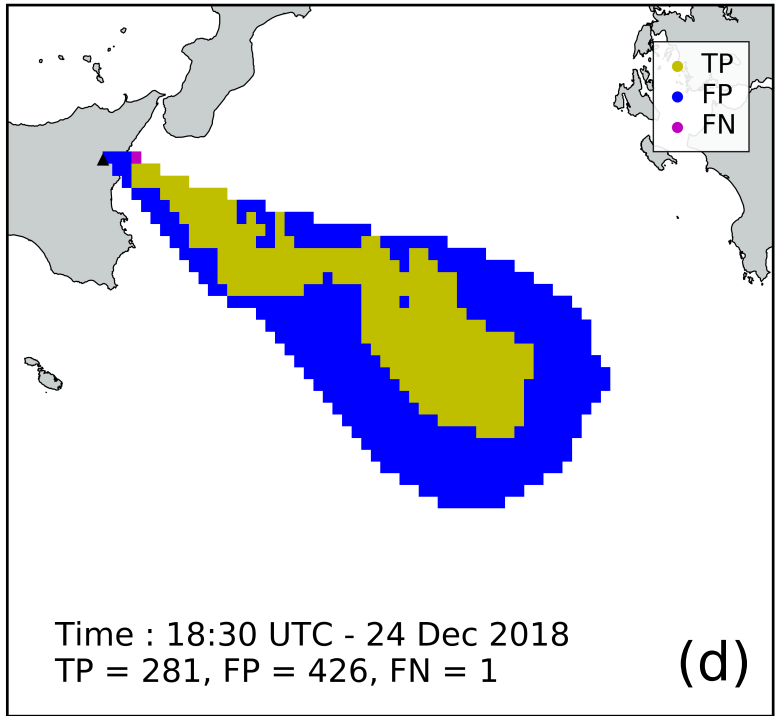 TP
FP
FN
Time : 18:30 UTC - 24 Dec 2018
TP = 281, FP = 426, FN = 1
(d)